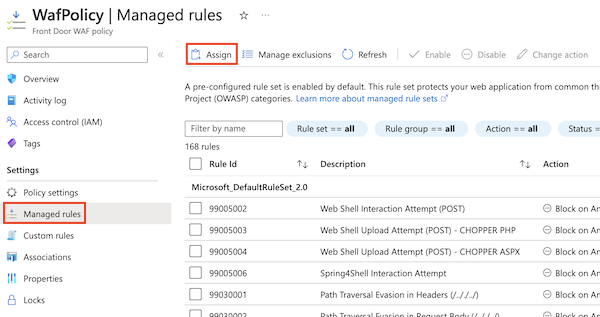 WafPolicy | Managed rules
Front Door WAF policy
Search
Overview
Activity log
Access control (IAM)
Tags
Settings
Policy settings
Managed rules
Custom rules
Associations
Properties
Locks
Assign Manage exclusions Refresh Enable Disable Change action
A pre-configured rule set is enabled by default. This rule set protects your web application from common th
Project (OWASP) categories. Learn more about managed rule sets
Filter by name Rule set == all Rule group == all Action == all Status =
168 rules
Rule Id Description Action
Microsoft_DefaultRuleSet_2.0
99005002 Web Shell Interaction Attempt (POST) Block on An
99005003 Web Shell Upload Attempt (POST) - CHOPPER PHP Block on An
99005004 Web Shell Upload Attempt (POST) - CHOPPER ASPX Block on An
99005006 Spring4Shell Interaction Attempt Block on An
99030001 Path Traversal Evasion in Headers (/../../) Block on An
99030002 Path Traversal Evasion in Request Body (/../../) Block on An